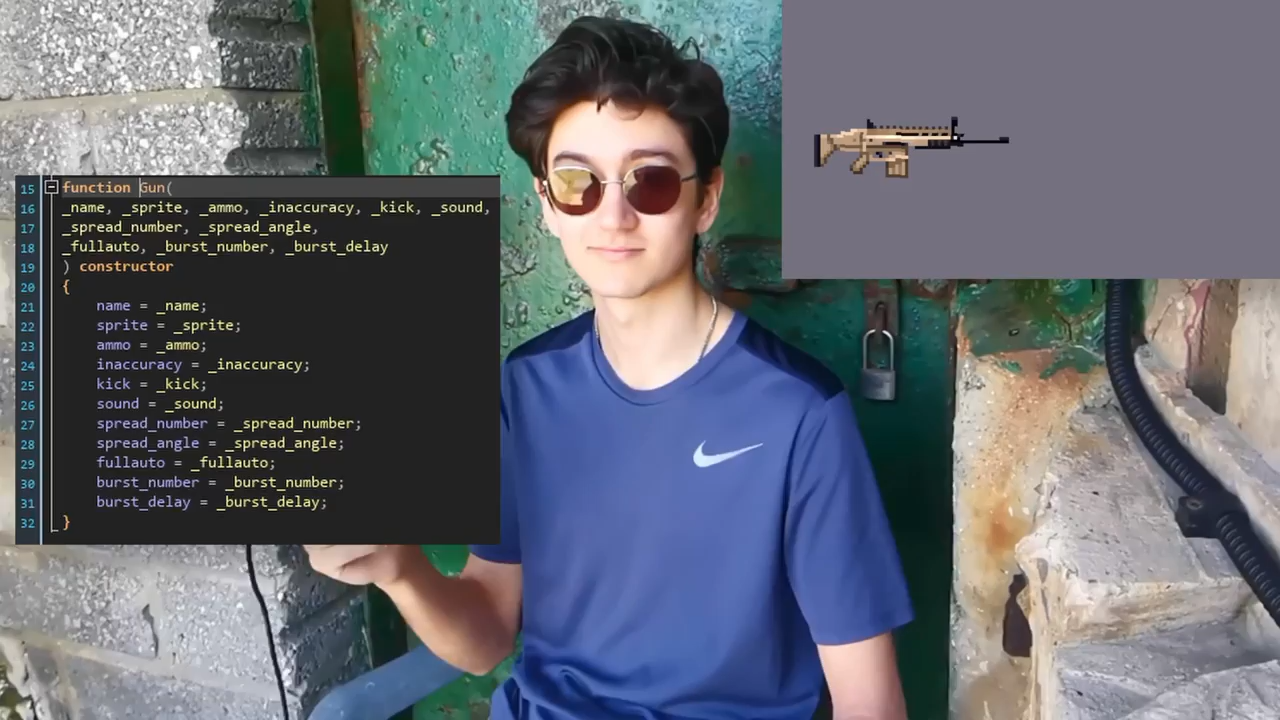 15 function Gun(
16 _name, _sprite, _ammo, _inaccuracy, _kick, _sound,
17 _spread_number, _spread_angle,
18 _fullauto, _burst_number, _burst_delay
19 ) constructor
20 {
21 name = _name;
22 sprite = _sprite;
23 ammo = _ammo;
24 inaccuracy = _inaccuracy;
25 kick = _kick;
26 sound = _sound;
27 spread_number = _spread_number;
28 spread_angle = _spread_angle;
29 fullauto = _fullauto;
30 burst_number = _burst_number;
31 burst_delay = _burst_delay;
32 }